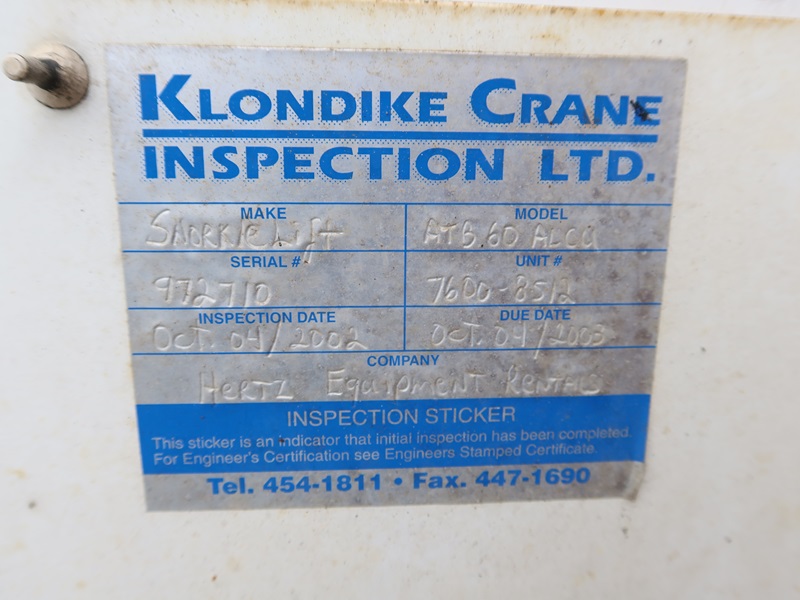 KLONDIKE CRANE
INSPECTION LTD.
MAKE
Snorkle Lift
MODEL
ATB 60
SERIAL #
972710
UNIT #
7600-8512
INSPECTION DATE
Oct. 04/2002
DUE DATE
Oct. 04/2003
COMPANY
Hertz Equipment Rentals
INSPECTION STICKER
This sticker is an indicator that initial inspection has been completed.
For Engineer's Certification see Engineers Stamped Certificate.
Tel. 454-1811 • Fax. 447-1690